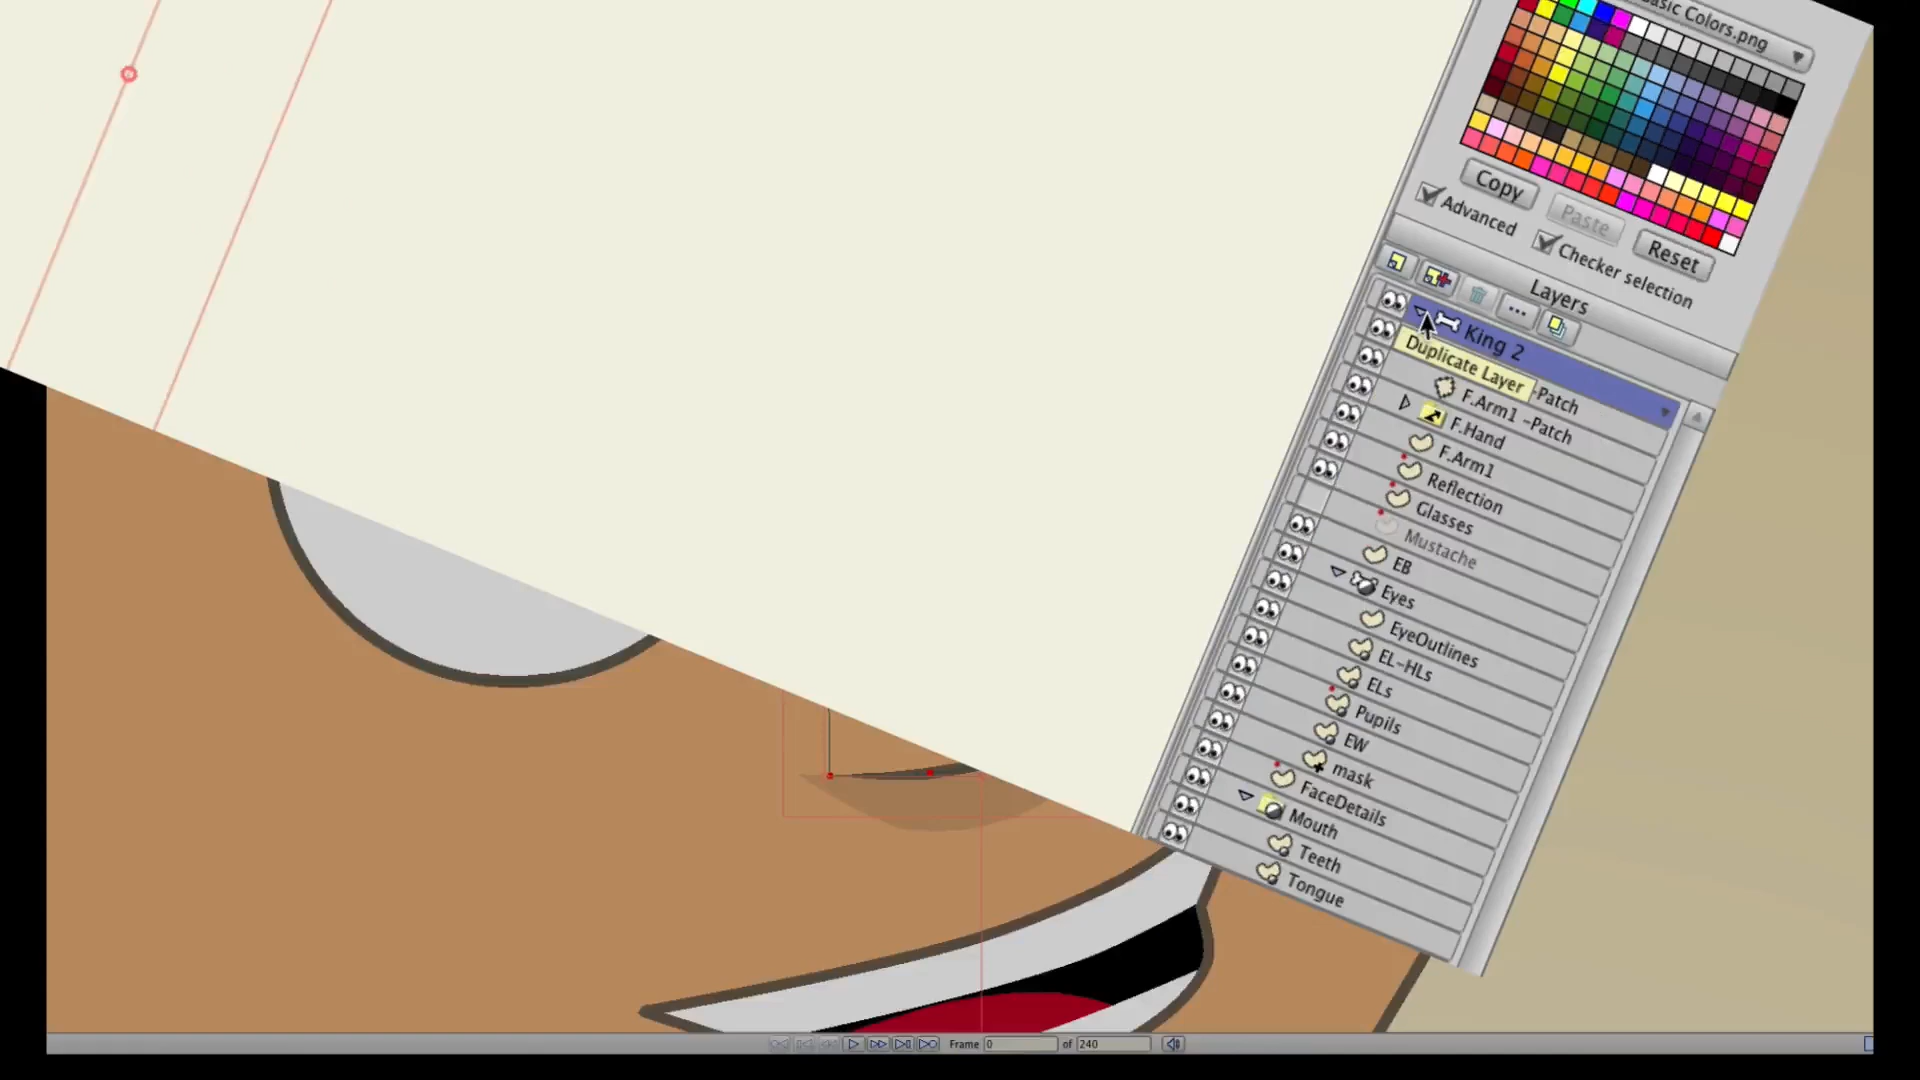 Basic Colors.png
Copy
Paste
Reset
Advanced
Checker selection
Layers
King 2
Duplicate Layer
-Patch
F.Arm1 -Patch
F.Hand
F.Arm1
Reflection
Glasses
Mustache
EB
Eyes
EyeOutlines
EL-HLs
ELs
Pupils
EW
mask
FaceDetails
Mouth
Teeth
Tongue
Frame 0 of 240